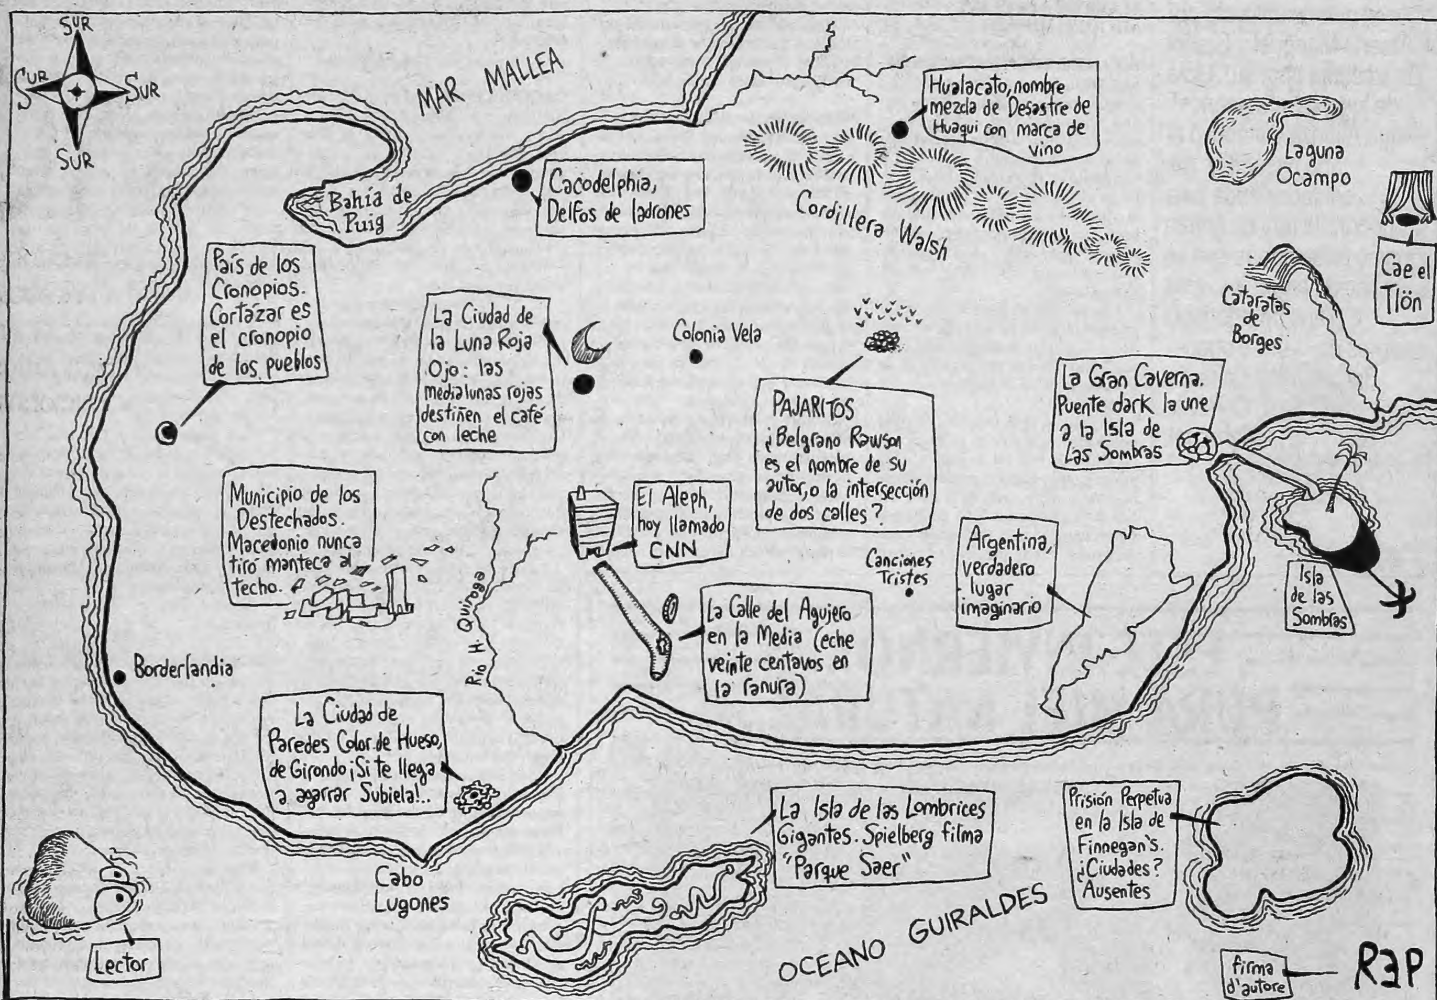 SUR
SUR
SUR
SUR
MAR MALLEA
Bahía de
Puig
Cacodelphia,
Delfos de ladrones
Hualacato, nombre
mezcla de Desastre de
Huaqui con marca de
vino
Cordillera Walsh
Laguna
Ocampo
Cae el
Tlön
Cataratas
de
Borges
País de los
Cronopios.
Cortázar es
el cronopio
de los pueblos
La Ciudad de
la Luna Roja
Ojo: las
medialunas rojas
destiñen el café
con leche
Colonia Vela
PAJARITOS
¿Belgrano Rawson
es el nombre de su
autor, o la intersección
de dos calles?
La Gran Caverna.
Puente dark la une
a la Isla de
Las Sombras
Isla
de las
Sombras
Municipio de los
Destechados.
Macedonio nunca
tiró manteca al
techo.
Río H. Quiroga
El Aleph,
hoy llamado
CNN
Canciones
Tristes
Argentina,
verdadero
lugar
imaginario
La Calle del Agujero
en la Media (eche
veinte centavos en
la ranura)
Borderlandia
La Ciudad de
Paredes Color de Hueso,
de Girondo ¡Si te llega
a agarrar Subiela!..
Cabo
Lugones
La Isla de las Lombrices
Gigantes. Spielberg filma
"Parque Saer"
Prisión Perpetua
en la Isla de
Finnegan's.
¿Ciudades?
Ausentes
OCEANO GUIRALDES
Lector
firma
d'autore
REP